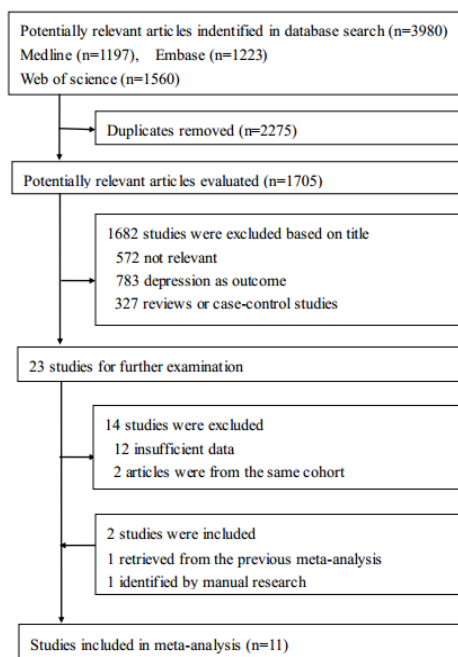 Potentially relevant articles indentified in database search (n=3980)
Medline (n=1197), Embase (n=1223)
Web of science (n=1560)
Duplicates removed (n=2275)
Potentially relevant articles evaluated (n=1705)
1682 studies were excluded based on title
572 not relevant
783 depression as outcome
327 reviews or case-control studies
23 studies for further examination
14 studies were excluded
12 insufficient data
2 articles were from the same cohort
2 studies were included
1 retrieved from the previous meta-analysis
1 identified by manual research
Studies included in meta-analysis (n=11)